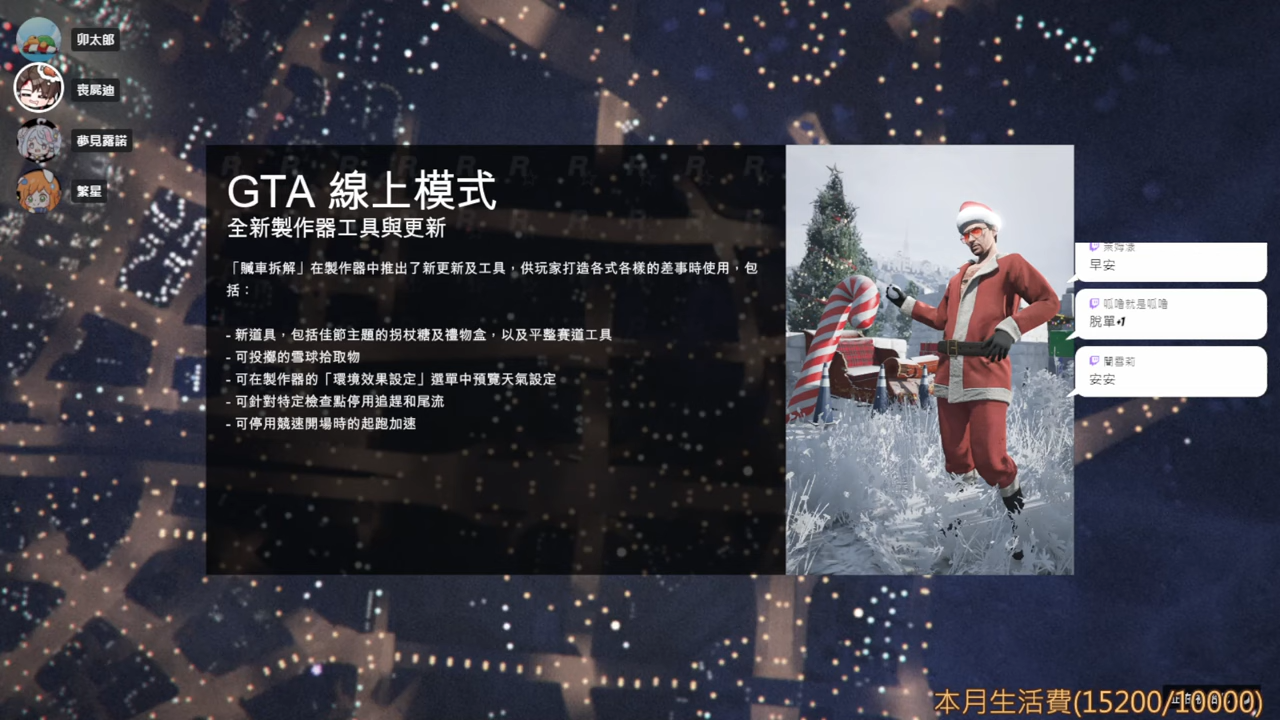 卯太郎
喪屍迪
夢見露諾
繁星
GTA 線上模式
全新製作器工具與更新
「贓車拆解」在製作器中推出了新更新及工具，供玩家打造各式各樣的差事時使用，包
括：
- 新道具，包括佳節主題的拐杖糖及禮物盒，以及平整賽道工具
- 可投擲的雪球拾取物
- 可在製作器的「環境效果設定」選單中預覽天氣設定
- 可針對特定檢查點停用追趕和尾流
- 可停用競速開場時的起跑加速
早安
呱嚕就是呱嚕
脫單+1
蘭雪莉
安安
本月生活費(15200/10000)